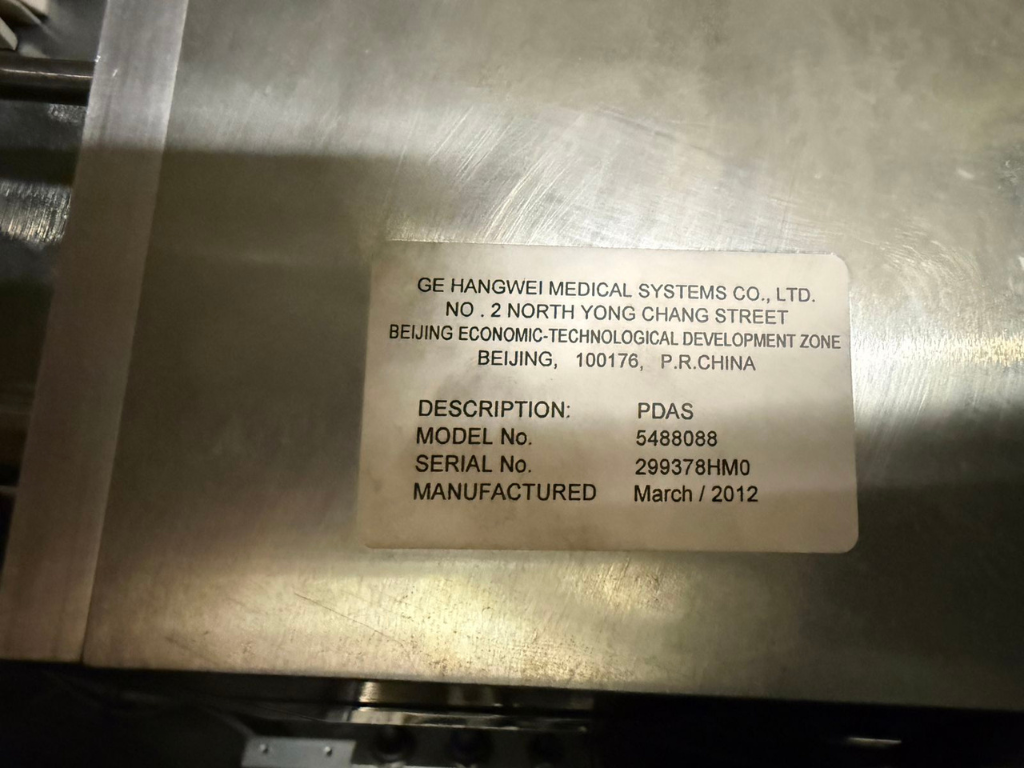 GE HANGWEI MEDICAL SYSTEMS CO., LTD.
NO . 2 NORTH YONG CHANG STREET
BEIJING ECONOMIC-TECHNOLOGICAL DEVELOPMENT ZONE
BEIJING, 100176, P.R.CHINA
DESCRIPTION: PDAS
MODEL No. 5488088
SERIAL No. 299378HM0
MANUFACTURED March / 2012